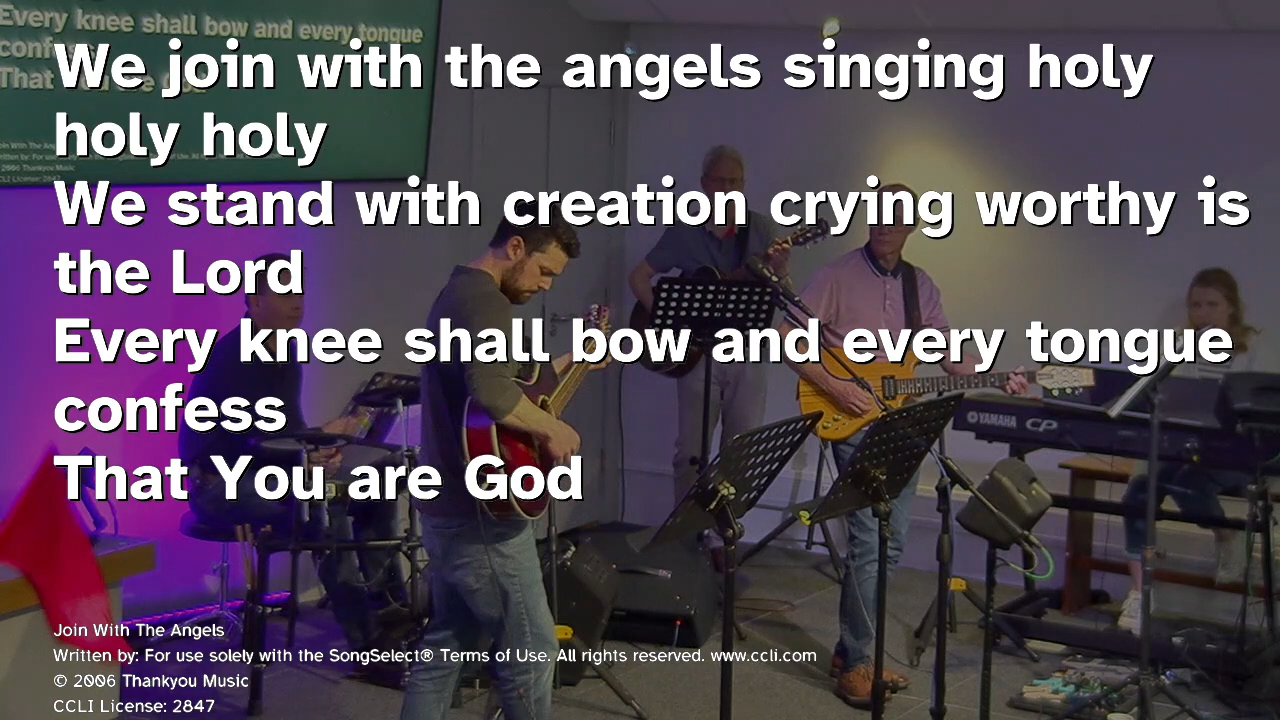 Every knee shall bow and every tongue
We join with the angels singing holy
holy holy
We stand with creation crying worthy is
the Lord
Every knee shall bow and every tongue
confess
That You are God
YAMAHA CP
Join With The Angels
Written by: For use solely with the SongSelect® Terms of Use. All rights reserved. www.ccli.com
© 2006 Thankyou Music
CCLI License: 2847